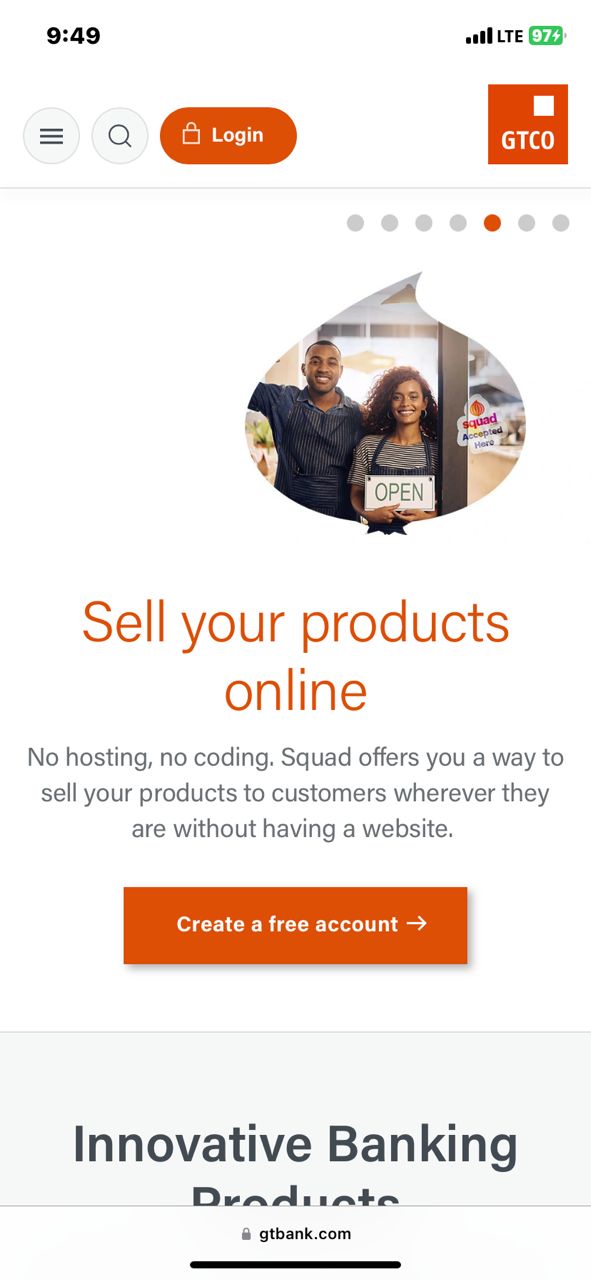 9:49
LTE 97
Login
GTCO
squad
Accepted
Here
OPEN
Sell your products
online
No hosting, no coding. Squad offers you a way to
sell your products to customers wherever they
are without having a website.
Create a free account →
Innovative Banking
Products
gtbank.com